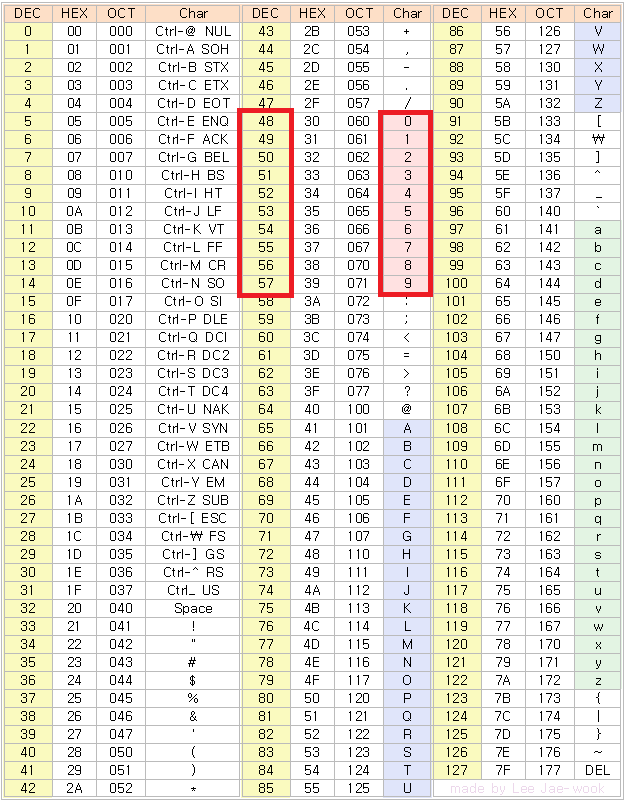 DEC HEX OCT Char DEC HEX OCT Char DEC HEX OCT Char
0 00 000 Ctrl-@ NUL 43 2B 053 + 86 56 126 V
1 01 001 Ctrl-A SOH 44 2C 054 , 87 57 127 W
2 02 002 Ctrl-B STX 45 2D 055 - 88 58 130 X
3 03 003 Ctrl-C ETX 46 2E 056 . 89 59 131 Y
4 04 004 Ctrl-D EOT 47 2F 057 / 90 5A 132 Z
5 05 005 Ctrl-E ENQ 48 30 060 0 91 5B 133 [
6 06 006 Ctrl-F ACK 49 31 061 1 92 5C 134 ₩
7 07 007 Ctrl-G BEL 50 32 062 2 93 5D 135 ]
8 08 010 Ctrl-H BS 51 33 063 3 94 5E 136 ^
9 09 011 Ctrl-I HT 52 34 064 4 95 5F 137 _
10 0A 012 Ctrl-J LF 53 35 065 5 96 60 140 `
11 0B 013 Ctrl-K VT 54 36 066 6 97 61 141 a
12 0C 014 Ctrl-L FF 55 37 067 7 98 62 142 b
13 0D 015 Ctrl-M CR 56 38 070 8 99 63 143 c
14 0E 016 Ctrl-N SO 57 39 071 9 100 64 144 d
15 0F 017 Ctrl-O SI 58 3A 072 : 101 65 145 e
16 10 020 Ctrl-P DLE 59 3B 073 ; 102 66 146 f
17 11 021 Ctrl-Q DCI 60 3C 074 < 103 67 147 g
18 12 022 Ctrl-R DC2 61 3D 075 = 104 68 150 h
19 13 023 Ctrl-S DC3 62 3E 076 > 105 69 151 i
20 14 024 Ctrl-T DC4 63 3F 077 ? 106 6A 152 j
21 15 025 Ctrl-U NAK 64 40 100 @ 107 6B 153 k
22 16 026 Ctrl-V SYN 65 41 101 A 108 6C 154 l
23 17 027 Ctrl-W ETB 66 42 102 B 109 6D 155 m
24 18 030 Ctrl-X CAN 67 43 103 C 110 6E 156 n
25 19 031 Ctrl-Y EM 68 44 104 D 111 6F 157 o
26 1A 032 Ctrl-Z SUB 69 45 105 E 112 70 160 p
27 1B 033 Ctrl-[ ESC 70 46 106 F 113 71 161 q
28 1C 034 Ctrl-₩ FS 71 47 107 G 114 72 162 r
29 1D 035 Ctrl-] GS 72 48 110 H 115 73 163 s
30 1E 036 Ctrl-^ RS 73 49 111 I 116 74 164 t
31 1F 037 Ctrl_ US 74 4A 112 J 117 75 165 u
32 20 040 Space 75 4B 113 K 118 76 166 v
33 21 041 ! 76 4C 114 L 119 77 167 w
34 22 042 " 77 4D 115 M 120 78 170 x
35 23 043 # 78 4E 116 N 121 79 171 y
36 24 044 $ 79 4F 117 O 122 7A 172 z
37 25 045 % 80 50 120 P 123 7B 173 {
38 26 046 & 81 51 121 Q 124 7C 174 |
39 27 047 ' 82 52 122 R 125 7D 175 }
40 28 050 ( 83 53 123 S 126 7E 176 ~
41 29 051 ) 84 54 124 T 127 7F 177 DEL
42 2A 052 * 85 55 125 U made by Lee Jae-wook